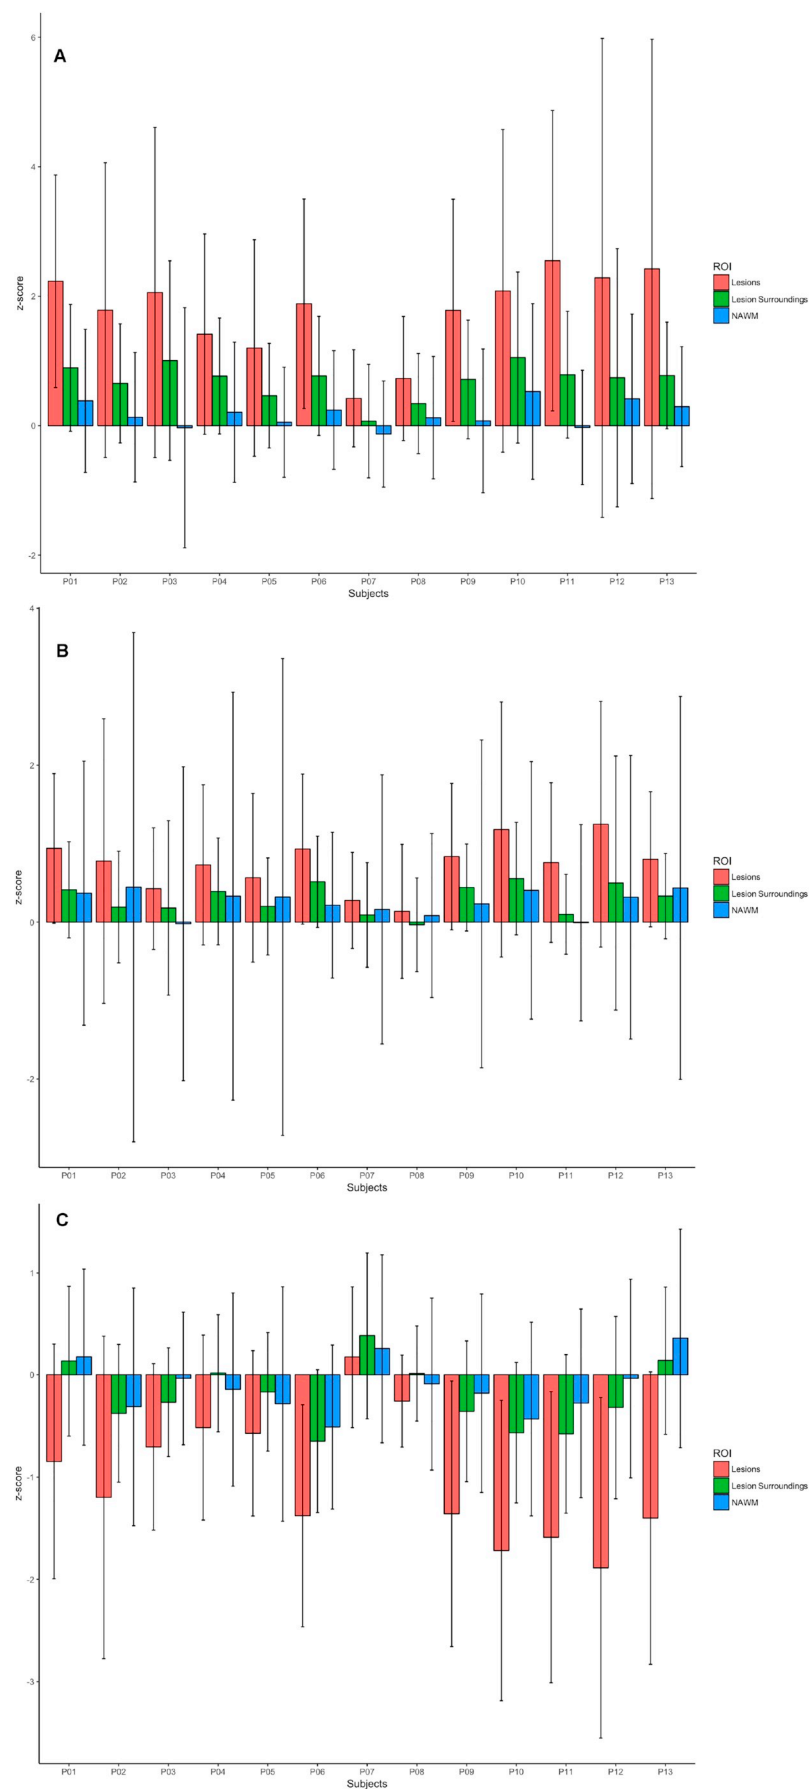 A
6
4
2
0
-2
z-score
P01 P02 P03 P04 P05 P06 P07 P08 P09 P10 P11 P12 P13
Subjects
ROI
Lesions
Lesion Surroundings
NAWM
B
4
2
0
-2
z-score
P01 P02 P03 P04 P05 P06 P07 P08 P09 P10 P11 P12 P13
Subjects
ROI
Lesions
Lesion Surroundings
NAWM
C
1
0
-1
-2
-3
z-score
P01 P02 P03 P04 P05 P06 P07 P08 P09 P10 P11 P12 P13
Subjects
ROI
Lesions
Lesion Surroundings
NAWM